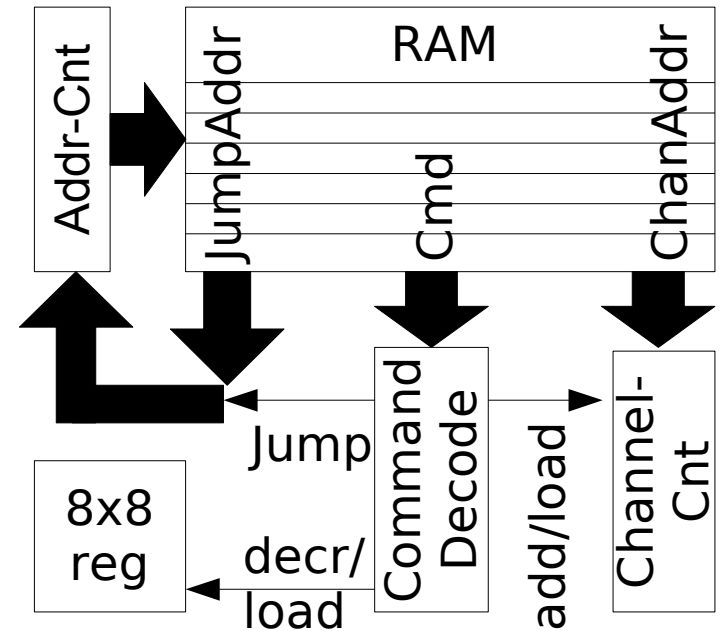 RAM
Addr-Cnt
JumpAddr
Cmd
ChanAddr
Jump
Command
Decode
add/load
Channel-
Cnt
8x8
reg
decr/
load